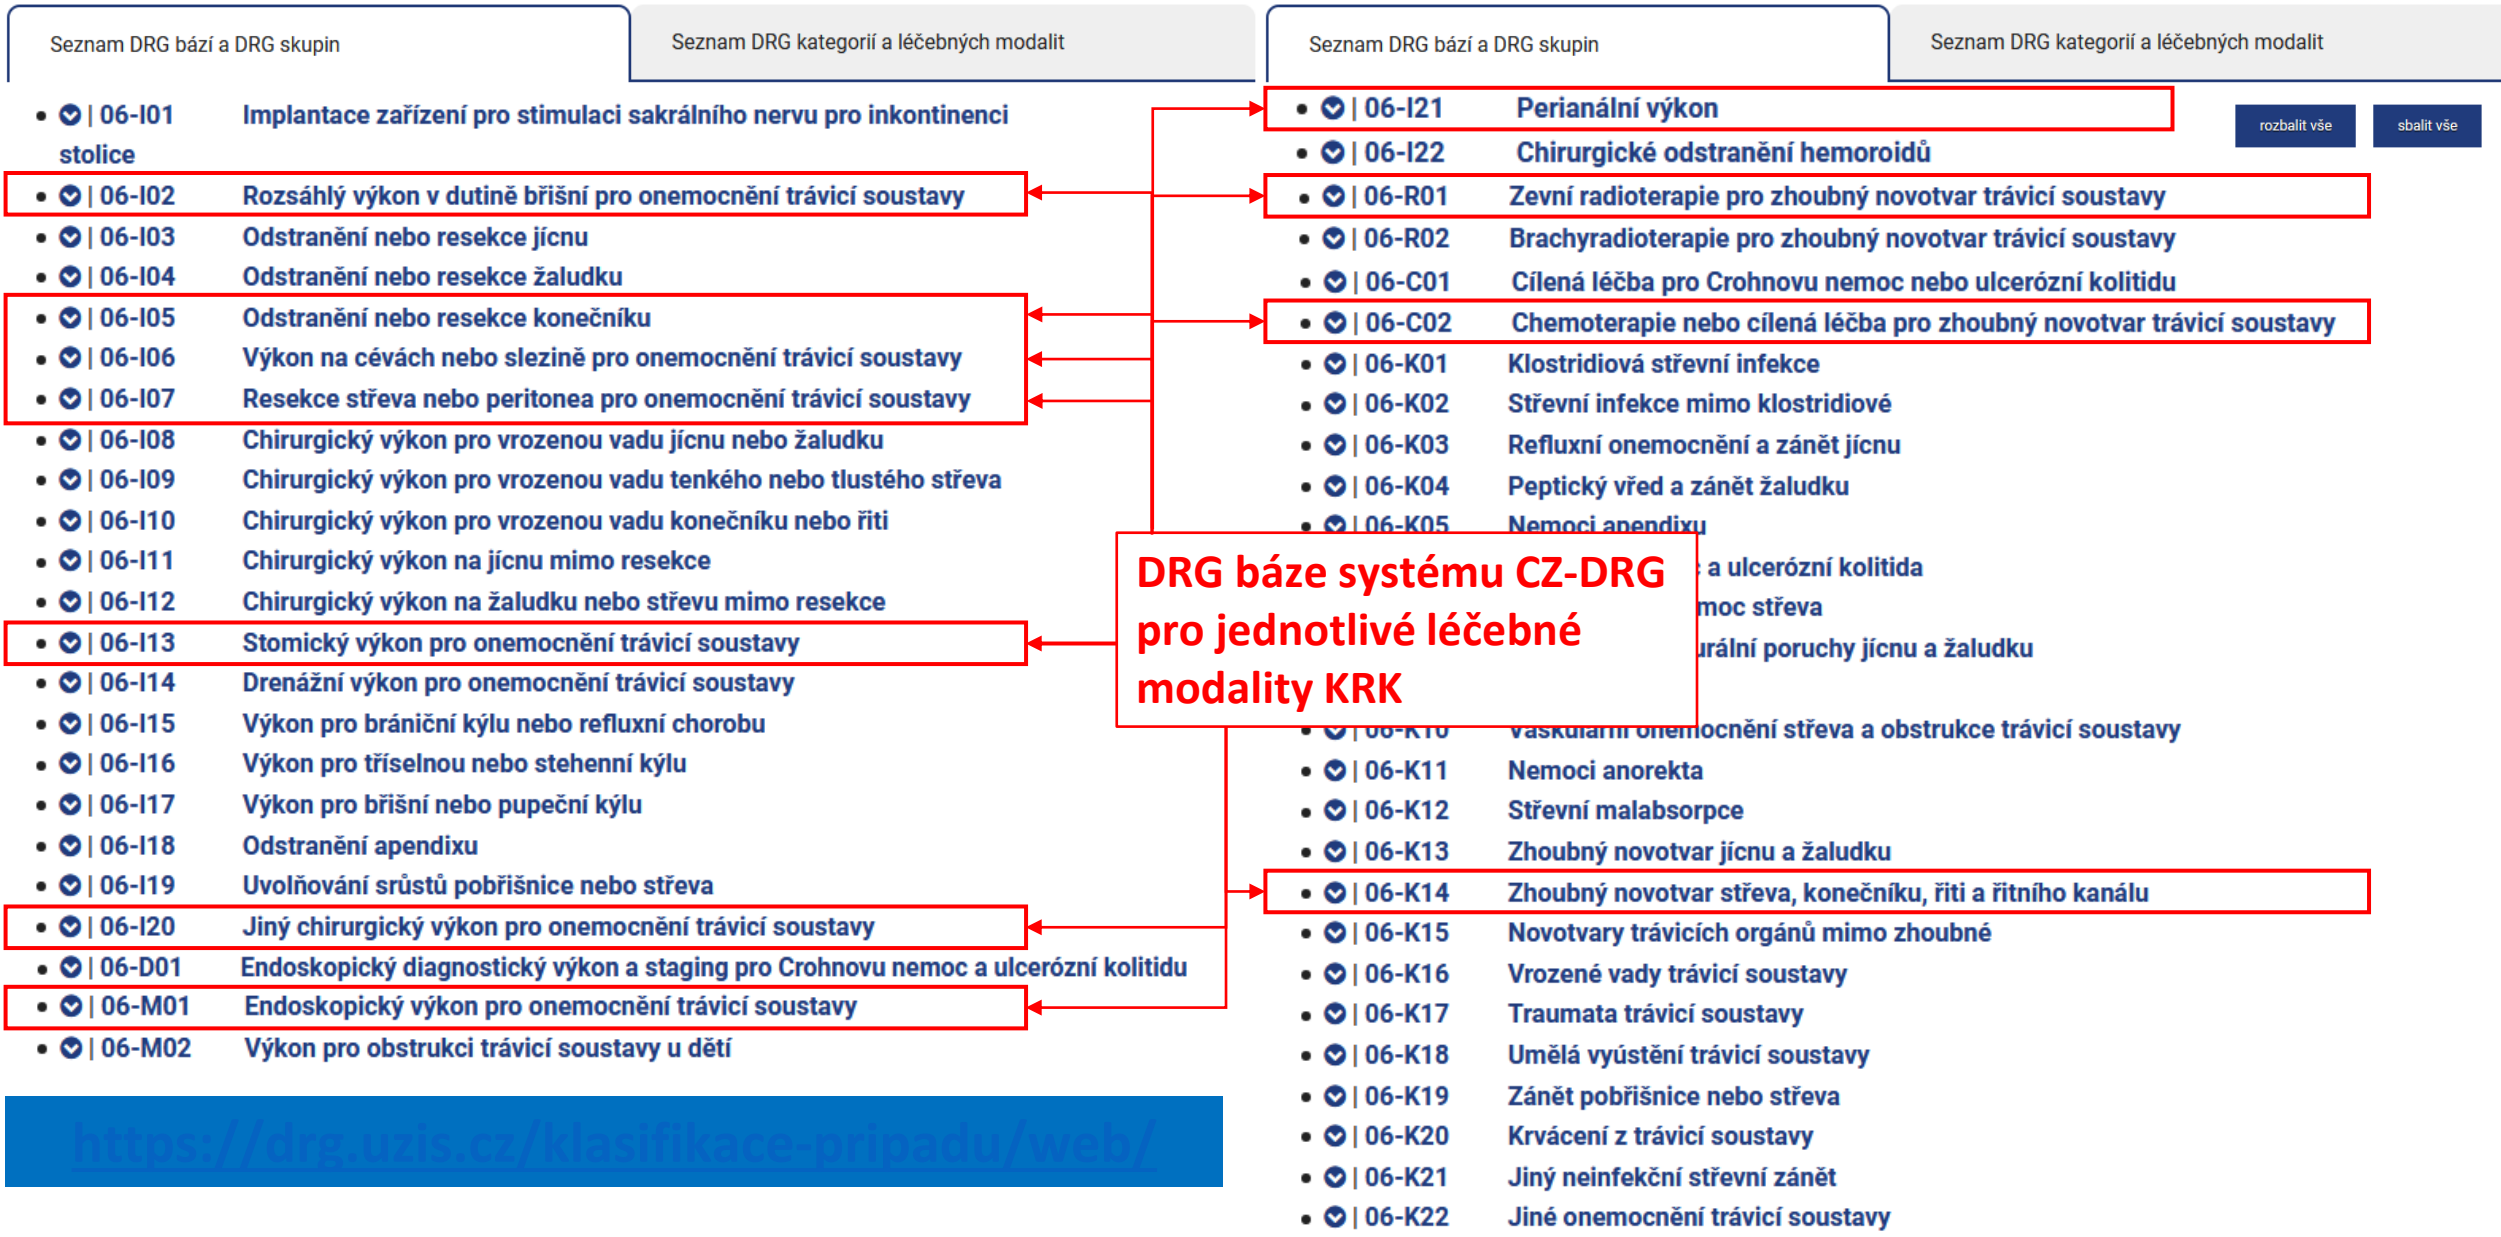 Seznam DRG bází a DRG skupin
Seznam DRG kategorií a léčebných modalit
| 06-I01 Implantace zařízení pro stimulaci sakrálního nervu pro inkontinenci
stolice
| 06-I02 Rozsáhlý výkon v dutině břišní pro onemocnění trávicí soustavy
| 06-I03 Odstranění nebo resekce jícnu
| 06-I04 Odstranění nebo resekce žaludku
| 06-I05 Odstranění nebo resekce konečníku
| 06-I06 Výkon na cévách nebo slezině pro onemocnění trávicí soustavy
| 06-I07 Resekce střeva nebo peritonea pro onemocnění trávicí soustavy
| 06-I08 Chirurgický výkon pro vrozenou vadu jícnu nebo žaludku
| 06-I09 Chirurgický výkon pro vrozenou vadu tenkého nebo tlustého střeva
| 06-I10 Chirurgický výkon pro vrozenou vadu konečníku nebo řiti
| 06-I11 Chirurgický výkon na jícnu mimo resekce
| 06-I12 Chirurgický výkon na žaludku nebo střevu mimo resekce
| 06-I13 Stomický výkon pro onemocnění trávicí soustavy
| 06-I14 Drenážní výkon pro onemocnění trávicí soustavy
| 06-I15 Výkon pro brániční kýlu nebo refluxní chorobu
| 06-I16 Výkon pro tříselnou nebo stehenní kýlu
| 06-I17 Výkon pro břišní nebo pupeční kýlu
| 06-I18 Odstranění apendixu
| 06-I19 Uvolňování srůstů pobřišnice nebo střeva
| 06-I20 Jiný chirurgický výkon pro onemocnění trávicí soustavy
| 06-D01 Endoskopický diagnostický výkon a staging pro Crohnovu nemoc a ulcerózní kolitidu
| 06-M01 Endoskopický výkon pro onemocnění trávicí soustavy
| 06-M02 Výkon pro obstrukci trávicí soustavy u dětí
https://drg.uzis.cz/klasifikace-pripadu/web/
Seznam DRG bází a DRG skupin
Seznam DRG kategorií a léčebných modalit
rozbalit vše
sbalit vše
| 06-I21 Perianální výkon
| 06-I22 Chirurgické odstranění hemoroidů
| 06-R01 Zevní radioterapie pro zhoubný novotvar trávicí soustavy
| 06-R02 Brachyradioterapie pro zhoubný novotvar trávicí soustavy
| 06-C01 Cílená léčba pro Crohnovu nemoc nebo ulcerózní kolitidu
| 06-C02 Chemoterapie nebo cílená léčba pro zhoubný novotvar trávicí soustavy
| 06-K01 Klostridiová střevní infekce
| 06-K02 Střevní infekce mimo klostridiové
| 06-K03 Refluxní onemocnění a zánět jícnu
| 06-K04 Peptický vřed a zánět žaludku
| 06-K05 Nemoci apendixu
a ulcerózní kolitida
moc střeva
urální poruchy jícnu a žaludku
| 06-K10 Vaskulární onemocnění střeva a obstrukce trávicí soustavy
| 06-K11 Nemoci anorekta
| 06-K12 Střevní malabsorpce
| 06-K13 Zhoubný novotvar jícnu a žaludku
| 06-K14 Zhoubný novotvar střeva, konečníku, řiti a řitního kanálu
| 06-K15 Novotvary trávicích orgánů mimo zhoubné
| 06-K16 Vrozené vady trávicí soustavy
| 06-K17 Traumata trávicí soustavy
| 06-K18 Umělá vyústění trávicí soustavy
| 06-K19 Zánět pobřišnice nebo střeva
| 06-K20 Krvácení z trávicí soustavy
| 06-K21 Jiný neinfekční střevní zánět
| 06-K22 Jiné onemocnění trávicí soustavy
DRG báze systému CZ-DRG
pro jednotlivé léčebné
modality KRK